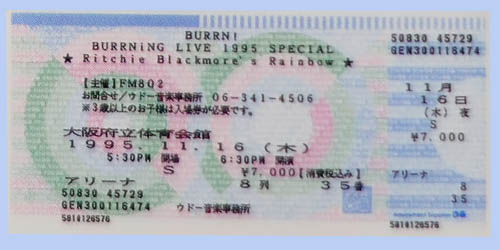 BURRN!
BURRNiNG LIVE 1995 SPECIAL
★ Ritchie Blackmore's Rainbow ★
【主催】FM802
お問合せ/ウドー音楽事務所 06-341-4506
※3歳以上のお子様は入場券が必要です。
大阪府立体育会館
1995.11.16(木)
5:30PM 開場 6:30PM 開演
S ¥7,000【消費税込み】
アリーナ 8列 35番
50830 45729
GEN300118474 ウドー音楽事務所
5818126576
50830 45729
GEN300118474
11月
16日
(木) 夜
S
¥7,000
アリーナ
8
35
5818126576